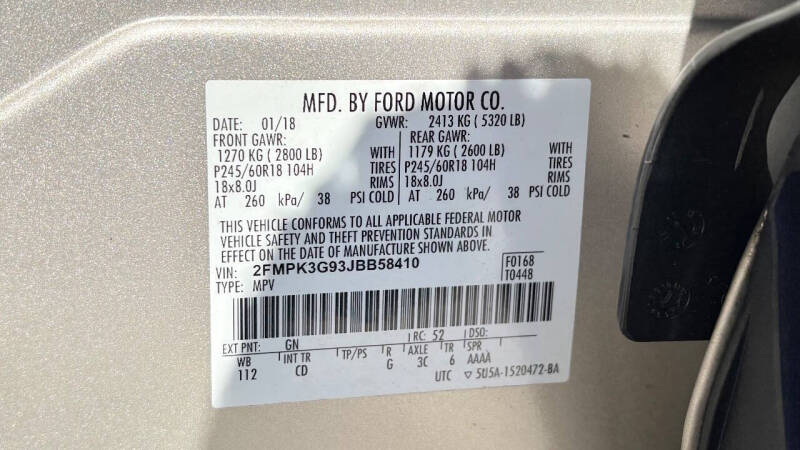 MFD. BY FORD MOTOR CO.
DATE: 01/18 GVWR: 2413 KG ( 5320 LB)
FRONT GAWR: REAR GAWR:
1270 KG ( 2800 LB) WITH 1179 KG ( 2600 LB) WITH
P245/60R18 104H TIRES P245/60R18 104H TIRES
18x8.0J RIMS 18x8.0J RIMS
AT 260 kPa/ 38 PSI COLD AT 260 kPa/ 38 PSI COLD
THIS VEHICLE CONFORMS TO ALL APPLICABLE FEDERAL MOTOR
VEHICLE SAFETY AND THEFT PREVENTION STANDARDS IN
EFFECT ON THE DATE OF MANUFACTURE SHOWN ABOVE.
VIN: 2FMPK3G93JBB58410 F0168
TYPE: MPV T0448
EXT PNT: GN RC: 52 DSO:
WB INT TR TP/PS R AXLE TR SPR
112 CD G 3C 6 AAAA
UTC ▽ 5U5A-1520472-BA